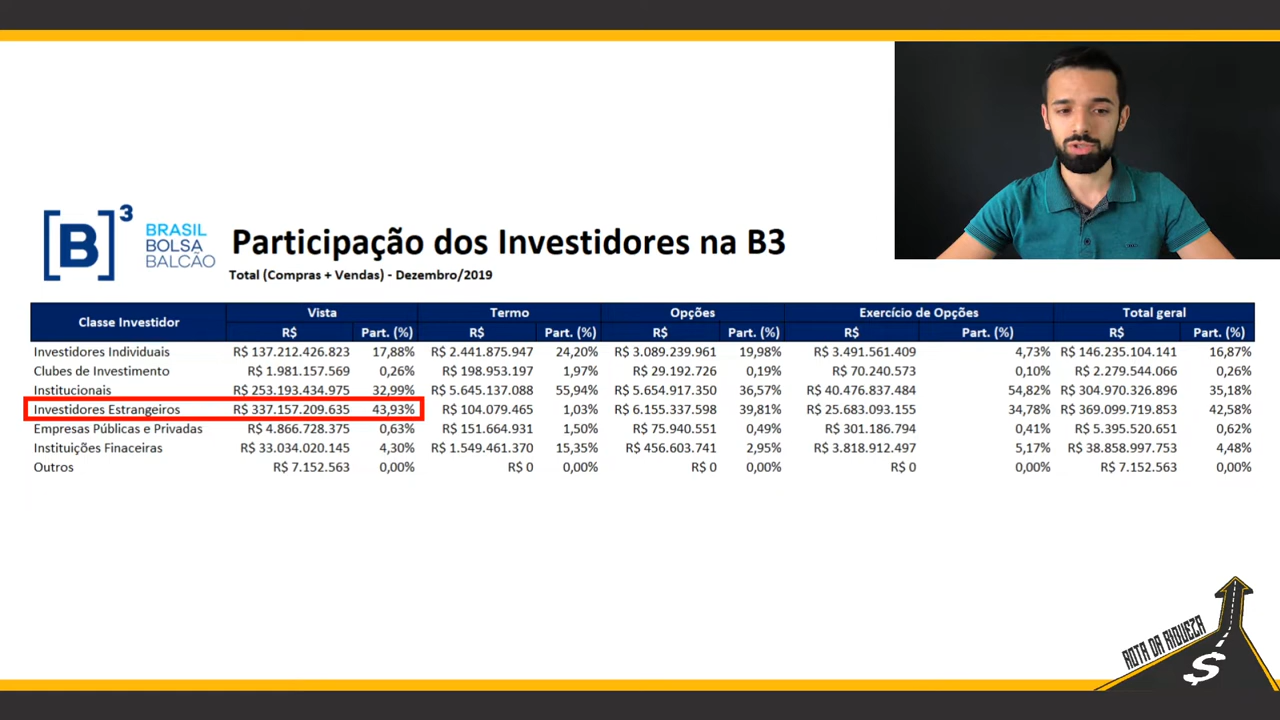 [B]³
BRASIL
BOLSA
BALCÃO
Participação dos Investidores na B3
Total (Compras + Vendas) - Dezembro/2019
Classe Investidor Vista Termo Opções Exercício de Opções Total geral
R$ Part. (%) R$ Part. (%) R$ Part. (%) R$ Part. (%) R$ Part. (%)
Investidores Individuais R$ 137.212.426.823 17,88% R$ 2.441.875.947 24,20% R$ 3.089.239.961 19,98% R$ 3.491.561.409 4,73% R$ 146.235.104.141 16,87%
Clubes de Investimento R$ 1.981.157.569 0,26% R$ 198.953.197 1,97% R$ 29.192.726 0,19% R$ 70.240.573 0,10% R$ 2.279.544.066 0,26%
Institucionais R$ 253.193.434.975 32,99% R$ 5.645.137.088 55,94% R$ 5.654.917.350 36,57% R$ 40.476.837.484 54,82% R$ 304.970.326.896 35,18%
Investidores Estrangeiros R$ 337.157.209.635 43,93% R$ 104.079.465 1,03% R$ 6.155.337.598 39,81% R$ 25.683.093.155 34,78% R$ 369.099.719.853 42,58%
Empresas Públicas e Privadas R$ 4.866.728.375 0,63% R$ 151.664.931 1,50% R$ 75.940.551 0,49% R$ 301.186.794 0,41% R$ 5.395.520.651 0,62%
Instituições Finaceiras R$ 33.034.020.145 4,30% R$ 1.549.461.370 15,35% R$ 456.603.741 2,95% R$ 3.818.912.497 5,17% R$ 38.858.997.753 4,48%
Outros R$ 7.152.563 0,00% R$ 0 0,00% R$ 0 0,00% R$ 0 0,00% R$ 7.152.563 0,00%
ROTA DA RIQUEZA
$